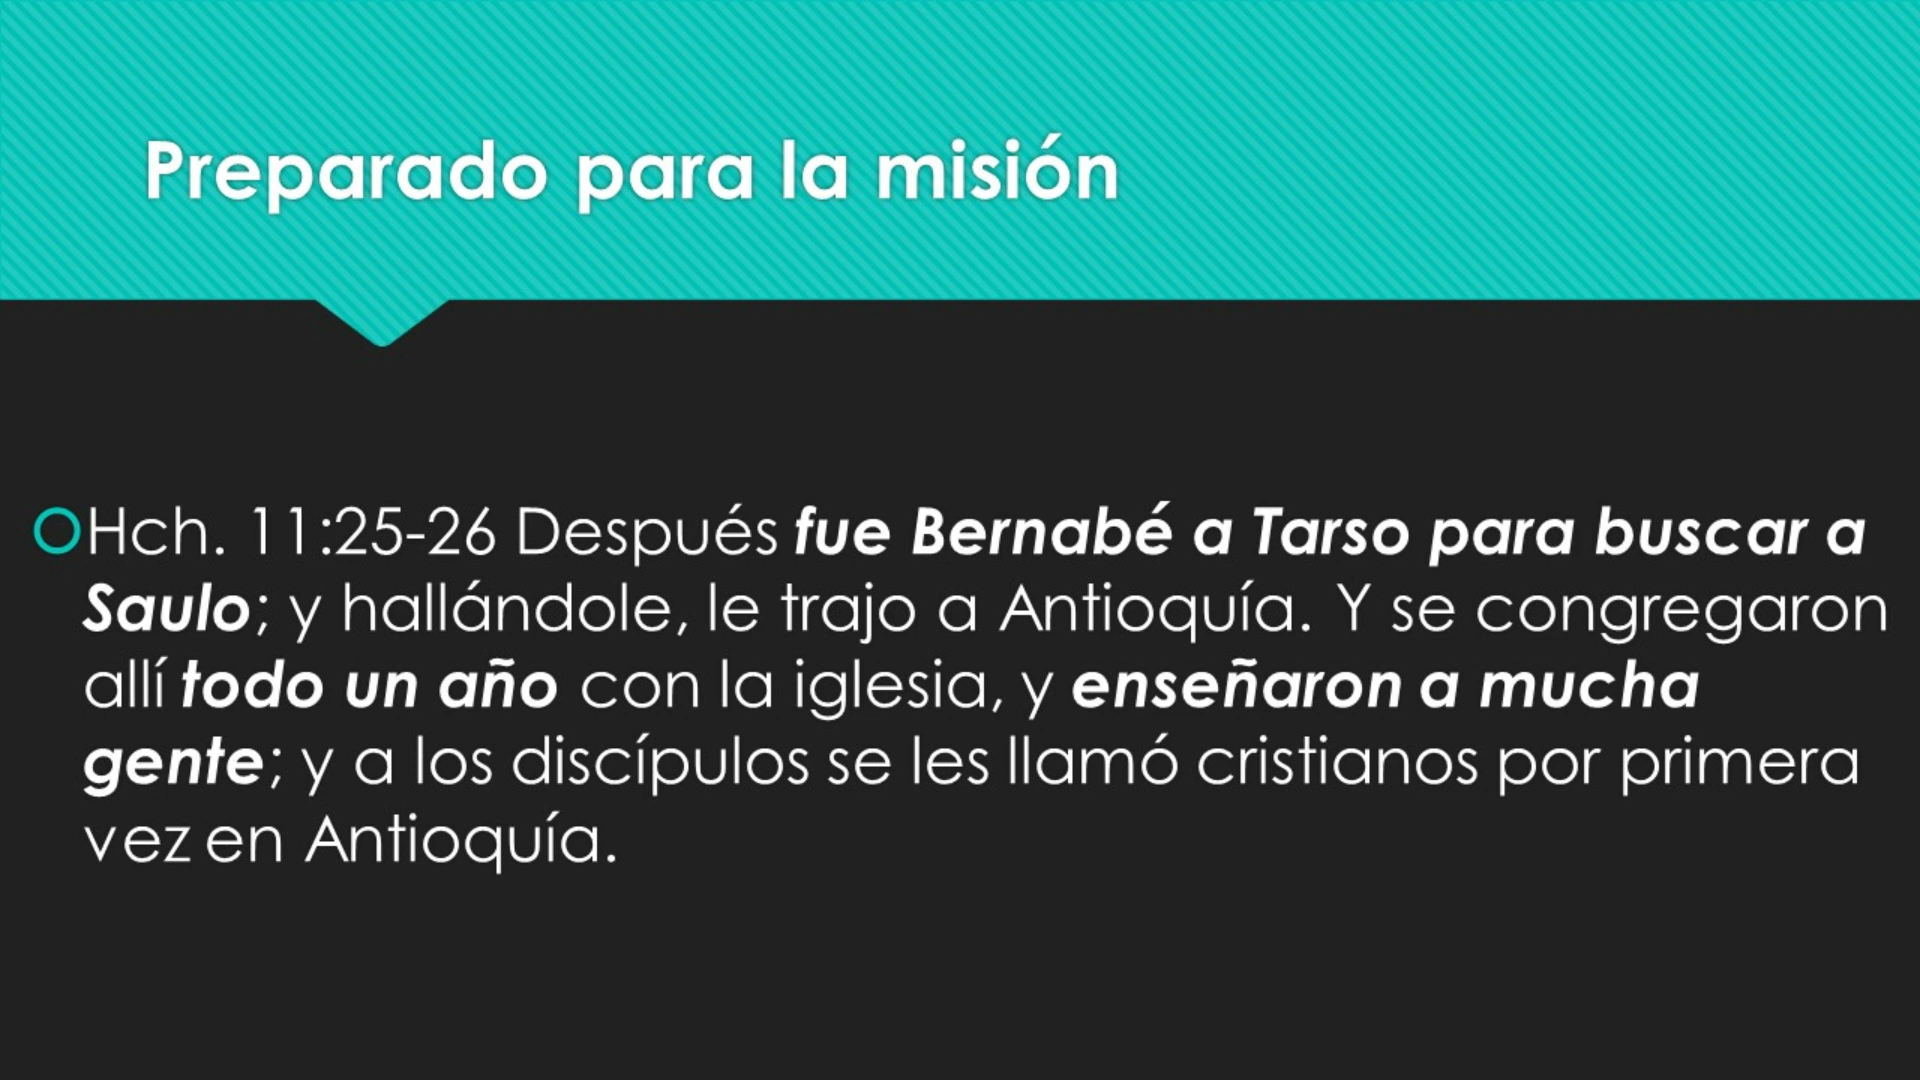 Preparado para la misión
Hch. 11:25-26 Después fue Bernabé a Tarso para buscar a
Saulo; y hallándole, le trajo a Antioquía. Y se congregaron
allí todo un año con la iglesia, y enseñaron a mucha
gente; y a los discípulos se les llamó cristianos por primera
vez en Antioquía.